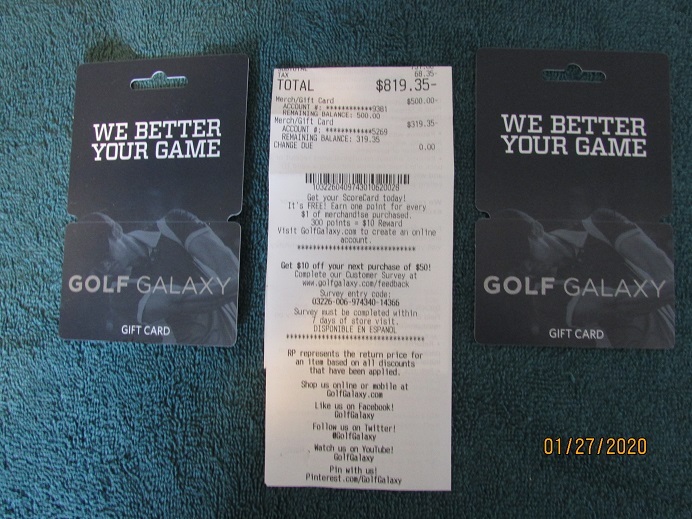 WE BETTER
YOUR GAME
GOLF GALAXY
GIFT CARD
TAX 68.35-
TOTAL $819.35-
Merch/Gift Card $500.00-
ACCOUNT #: ************9381
REMAINING BALANCE: 500.00
Merch/Gift Card $319.35-
ACCOUNT #: ************5269
REMAINING BALANCE: 319.35
CHANGE DUE 0.00
1032260409743010620028
Get your ScoreCard today!
It's FREE! Earn one point for every
$1 of merchandise purchased.
300 points = $10 Reward
Visit GolfGalaxy.com to create an online
account.
******************************
Get $10 off your next purchase of $50!
Complete our Customer Survey at
www.golfgalaxy.com/feedback
Survey entry code:
03226-006-974340-14366
Survey must be completed within
7 days of store visit.
DISPONIBLE EN ESPANOL
***********************************
RP represents the return price for
an item based on all discounts
that have been applied.
Shop us online or mobile at
GolfGalaxy.com
Like us on Facebook!
GolfGalaxy
Follow us on Twitter!
@GolfGalaxy
Watch us on YouTube!
GolfGalaxy
Pin with us!
Pinterest.com/GolfGalaxy
WE BETTER
YOUR GAME
GOLF GALAXY
GIFT CARD
01/27/2020